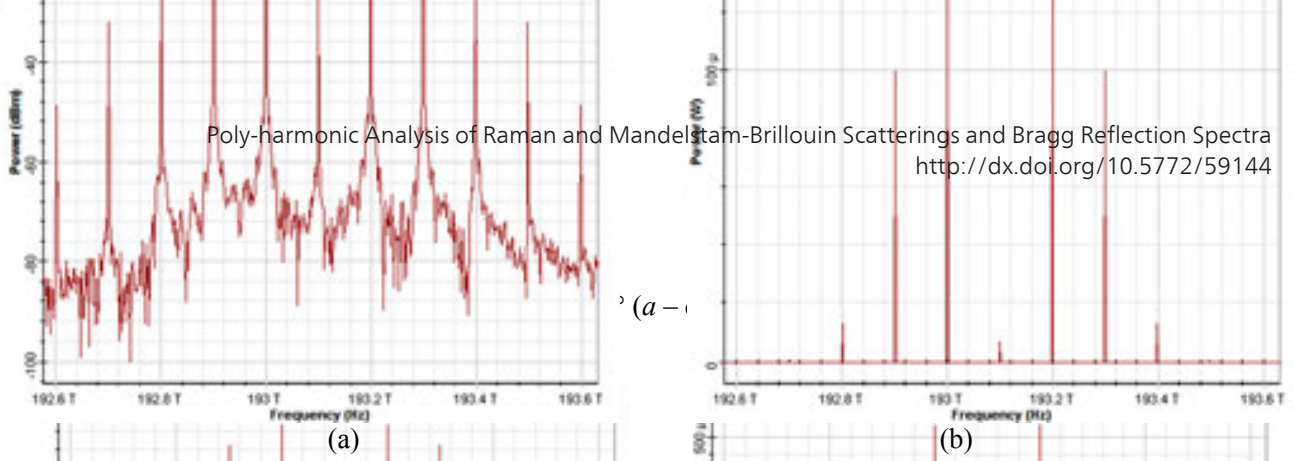 -40
100 μ
Power (dBm)
Power (W)
Poly-harmonic Analysis of Raman and Mandelstam-Brillouin Scatterings and Bragg Reflection Spectra
http://dx.doi.org/10.5772/59144
-60
-80
(a –
-100
0
192.6 T 192.8 T 193 T 193.2 T 193.4 T 193.6 T
Frequency (Hz)
192.6 T 192.8 T 193 T 193.2 T 193.4 T 193.6 T
Frequency (Hz)
(a)
(b)
500 μ